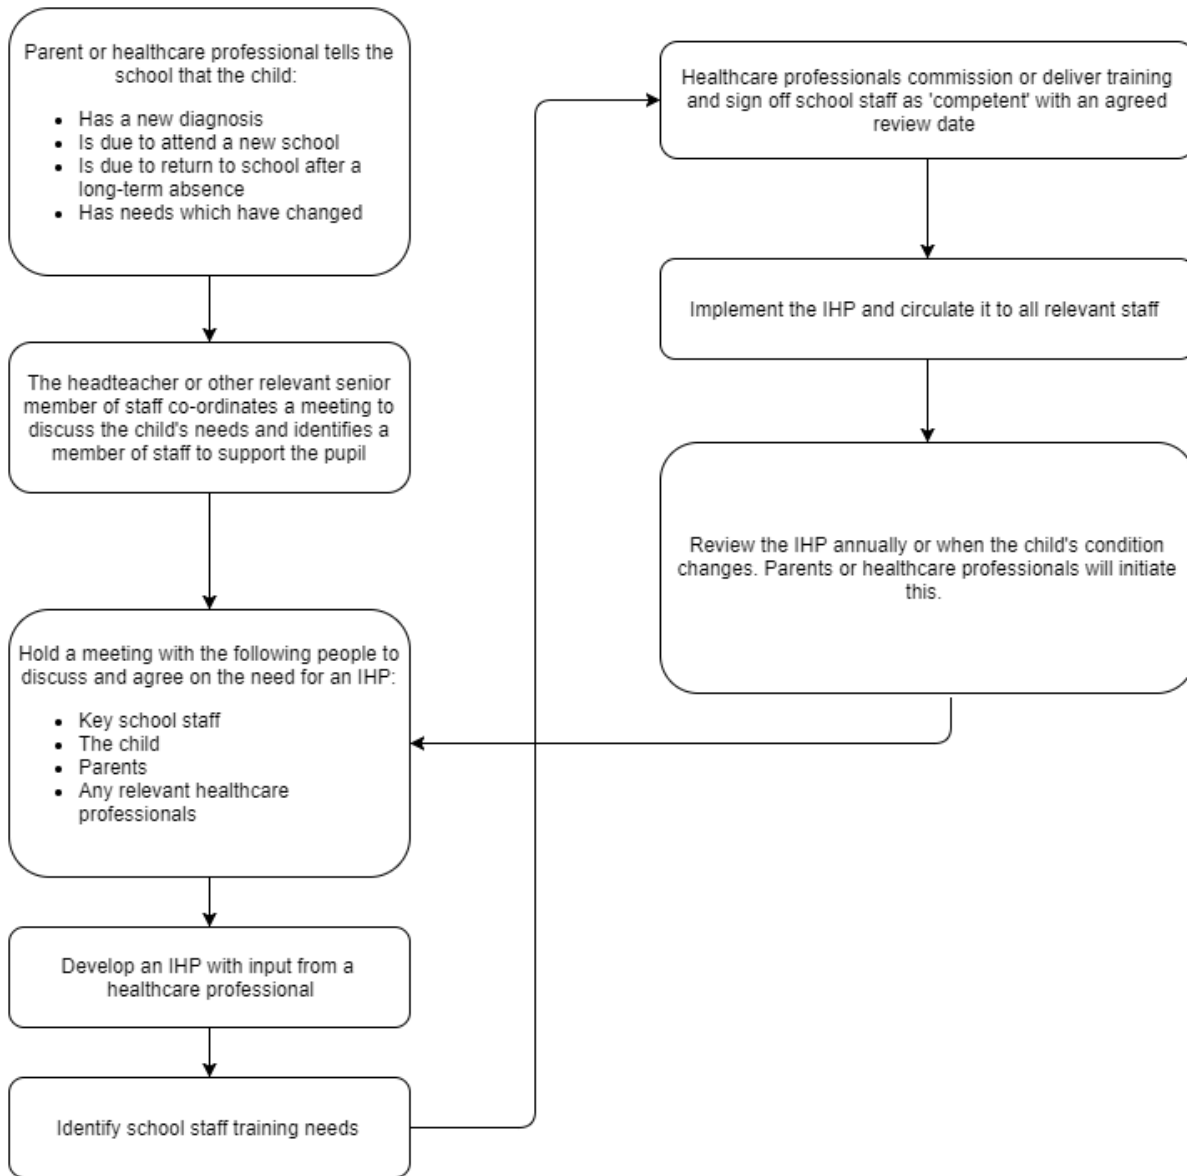 Parent or healthcare professional tells the
school that the child:
• Has a new diagnosis
• Is due to attend a new school
• Is due to return to school after a
long-term absence
• Has needs which have changed
The headteacher or other relevant senior
member of staff co-ordinates a meeting to
discuss the child's needs and identifies a
member of staff to support the pupil
Hold a meeting with the following people to
discuss and agree on the need for an IHP:
• Key school staff
• The child
• Parents
• Any relevant healthcare
professionals
Develop an IHP with input from a
healthcare professional
Identify school staff training needs
Healthcare professionals commission or deliver training
and sign off school staff as 'competent' with an agreed
review date
Implement the IHP and circulate it to all relevant staff
Review the IHP annually or when the child's condition
changes. Parents or healthcare professionals will initiate
this.